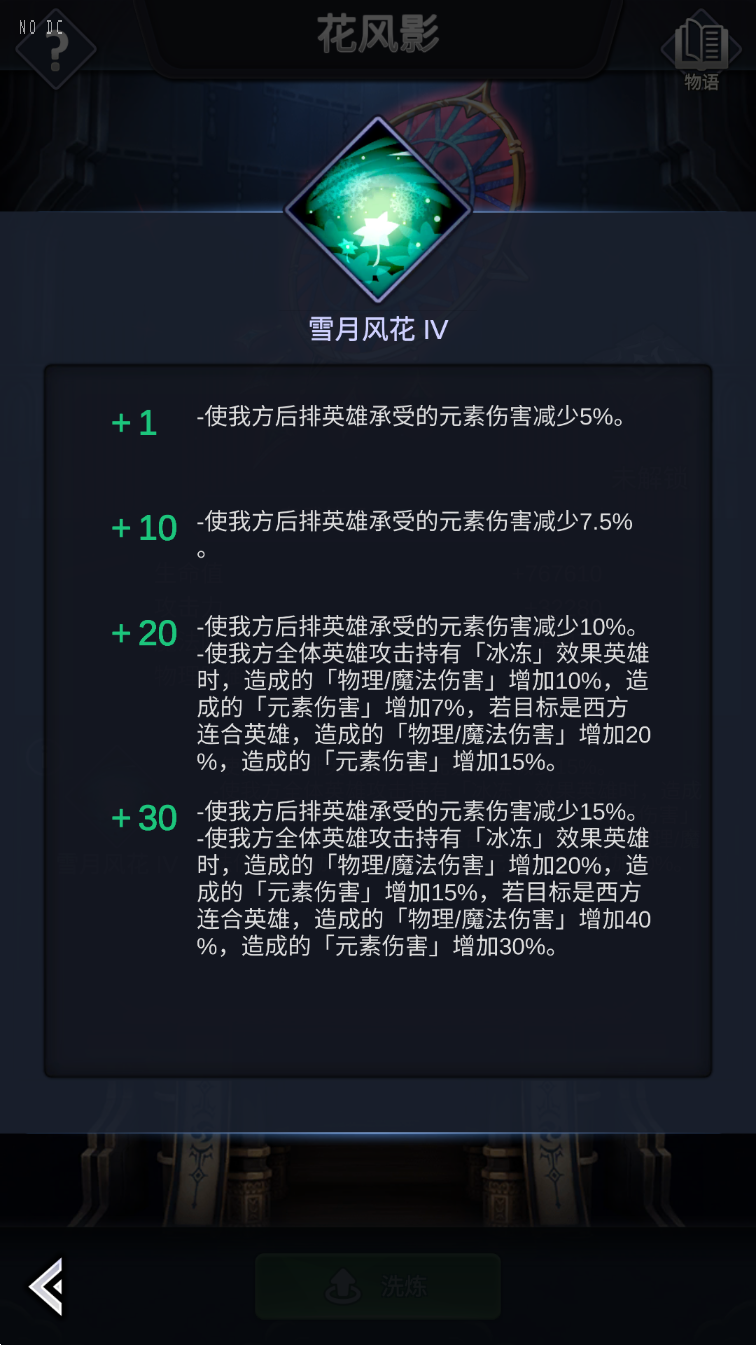 NO DC
?
花风影
物语
雪月风花 IV
+1
-使我方后排英雄承受的元素伤害减少5%。
+10
-使我方后排英雄承受的元素伤害减少7.5%
。
+20
-使我方后排英雄承受的元素伤害减少10%。
-使我方全体英雄攻击持有「冰冻」效果英雄
时，造成的「物理/魔法伤害」增加10%，造
成的「元素伤害」增加7%，若目标是西方
连合英雄，造成的「物理/魔法伤害」增加20
%，造成的「元素伤害」增加15%。
+30
-使我方后排英雄承受的元素伤害减少15%。
-使我方全体英雄攻击持有「冰冻」效果英雄
时，造成的「物理/魔法伤害」增加20%，造
成的「元素伤害」增加15%，若目标是西方
连合英雄，造成的「物理/魔法伤害」增加40
%，造成的「元素伤害」增加30%。
洗炼